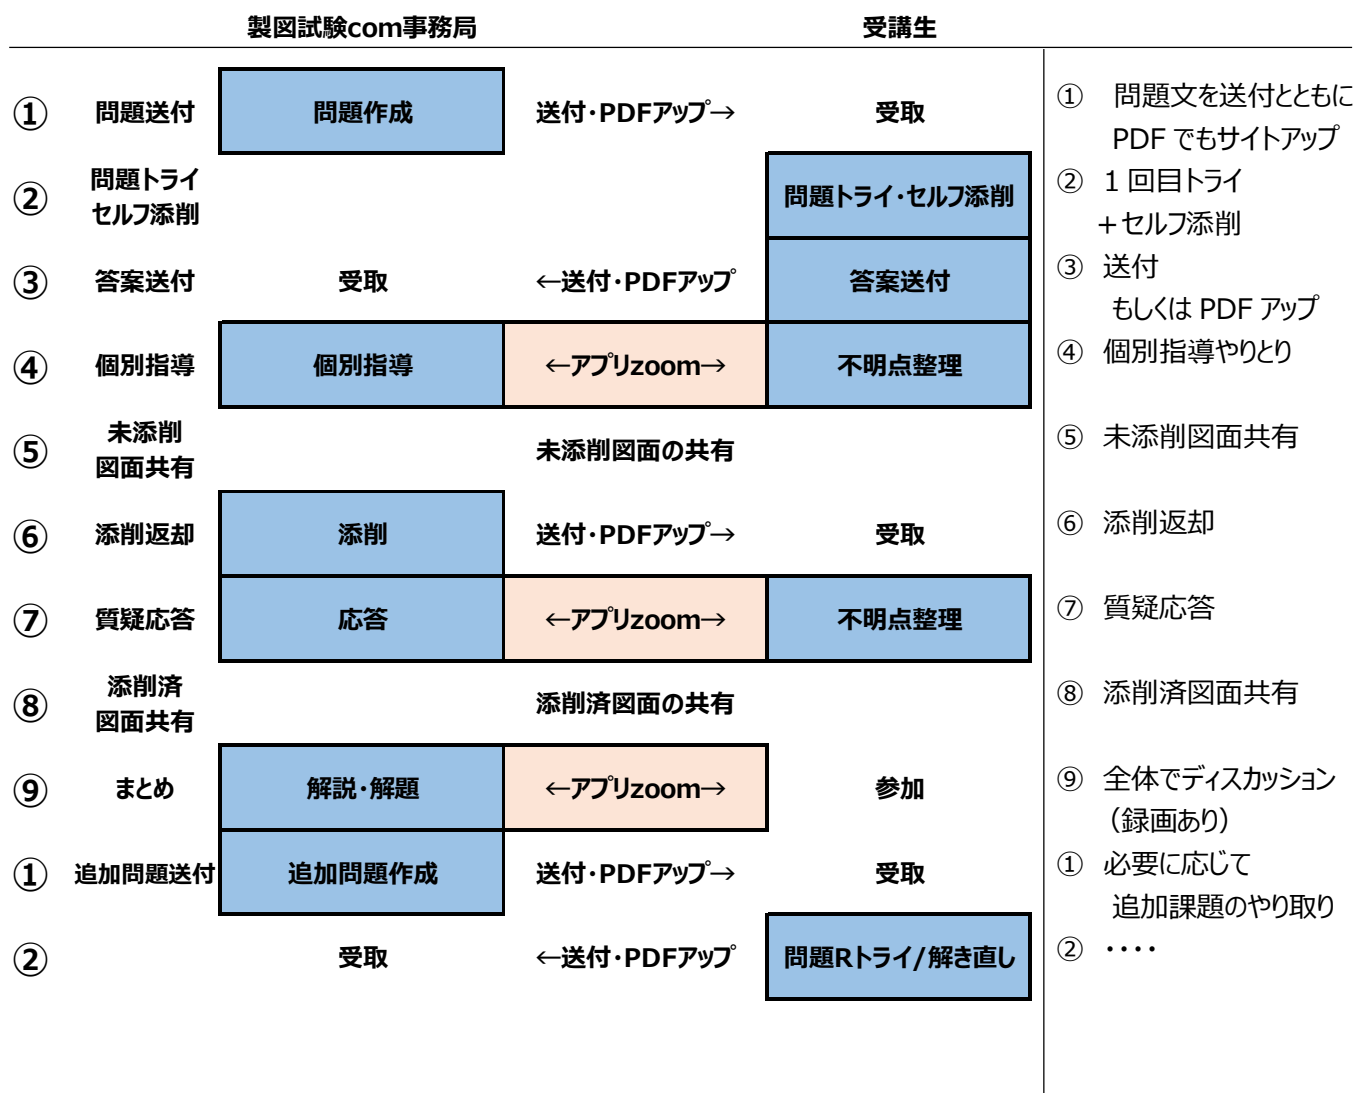 製図試験com事務局 受講生
① 問題送付 問題作成 送付・PDFアップ→ 受取
② 問題トライ
セルフ添削 問題トライ・セルフ添削
③ 答案送付 受取 ←送付・PDFアップ 答案送付
④ 個別指導 個別指導 ←アプリzoom→ 不明点整理
⑤ 未添削
図面共有 未添削図面の共有
⑥ 添削返却 添削 送付・PDFアップ→ 受取
⑦ 質疑応答 応答 ←アプリzoom→ 不明点整理
⑧ 添削済
図面共有 添削済図面の共有
⑨ まとめ 解説・解題 ←アプリzoom→ 参加
① 追加問題送付 追加問題作成 送付・PDFアップ→ 受取
② 受取 ←送付・PDFアップ 問題Rトライ/解き直し
① 問題文を送付とともに
PDF でもサイトアップ
② 1 回目トライ
＋セルフ添削
③ 送付
もしくは PDF アップ
④ 個別指導やりとり
⑤ 未添削図面共有
⑥ 添削返却
⑦ 質疑応答
⑧ 添削済図面共有
⑨ 全体でディスカッション
（録画あり）
① 必要に応じて
追加課題のやり取り
② ・・・・